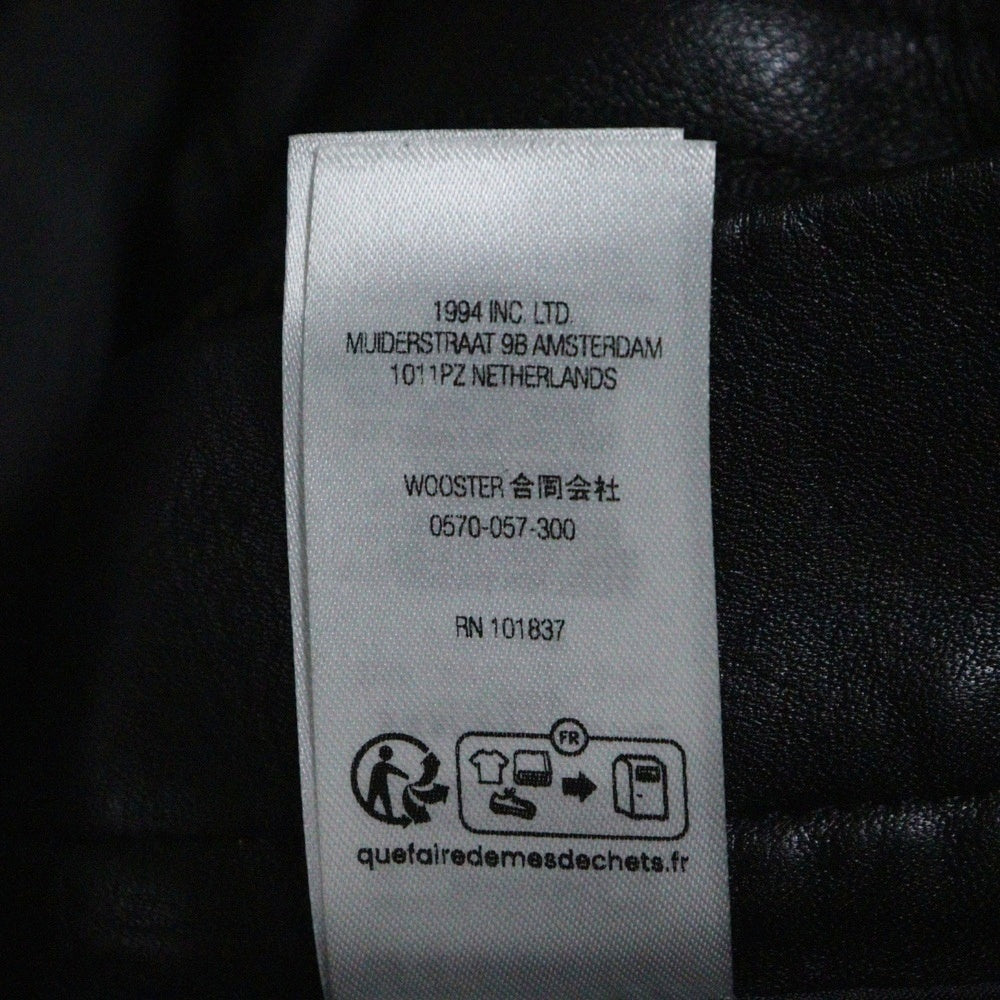 1994 INC. LTD.
MUIDERSTRAAT 9B AMSTERDAM
1011PZ NETHERLANDS
WOOSTER 合同会社
0570-057-300
RN 101837
FR
quefairedemesdechets.fr